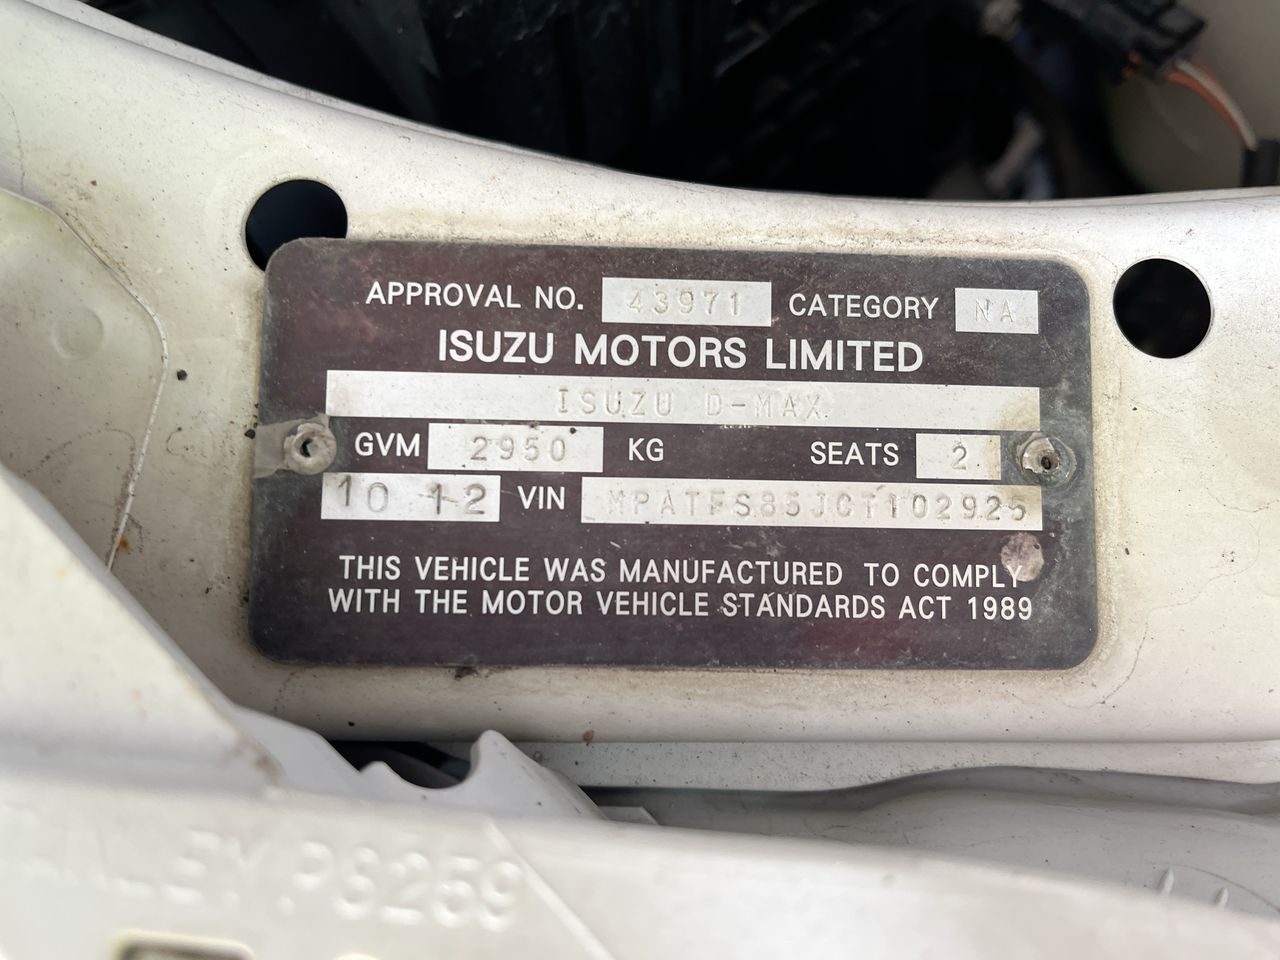 APPROVAL NO. 43971 CATEGORY NA
ISUZU MOTORS LIMITED
ISUZU D-MAX
GVM 2950 KG SEATS 2
10 12 VIN MPATFS85JCT102925
THIS VEHICLE WAS MANUFACTURED TO COMPLY
WITH THE MOTOR VEHICLE STANDARDS ACT 1989
P8259